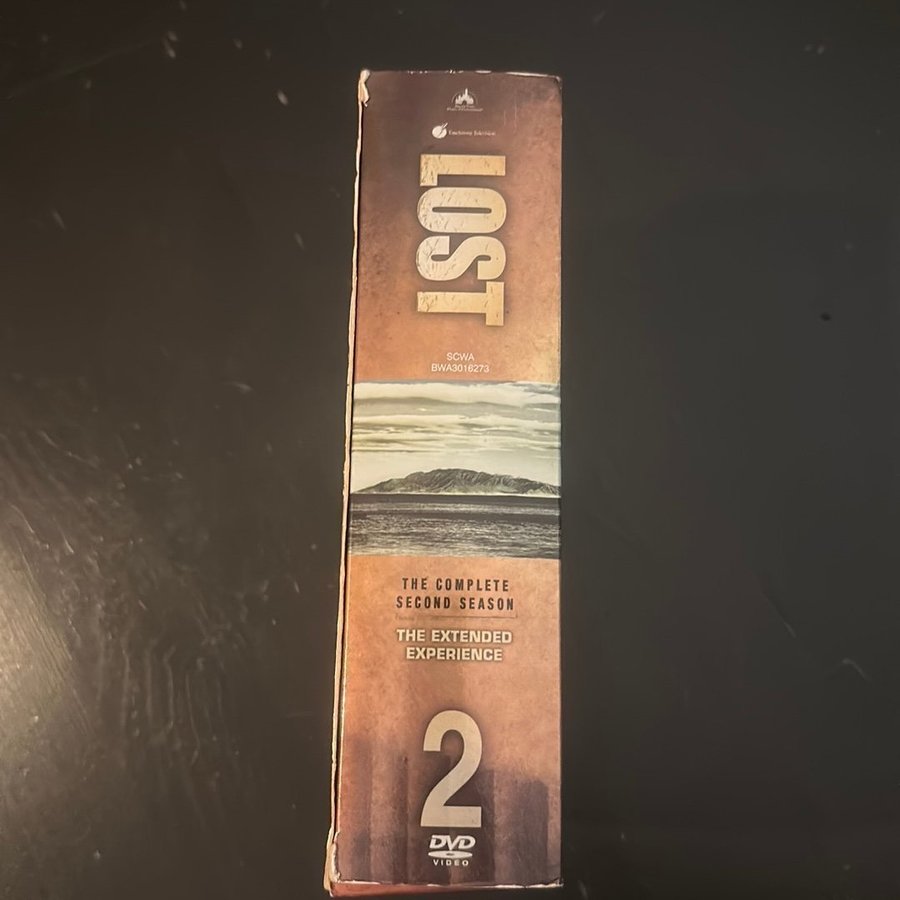 Touchstone Television
LOST
SCWA
BWA3016273
THE COMPLETE
SECOND SEASON
THE EXTENDED
EXPERIENCE
2
DVD
VIDEO